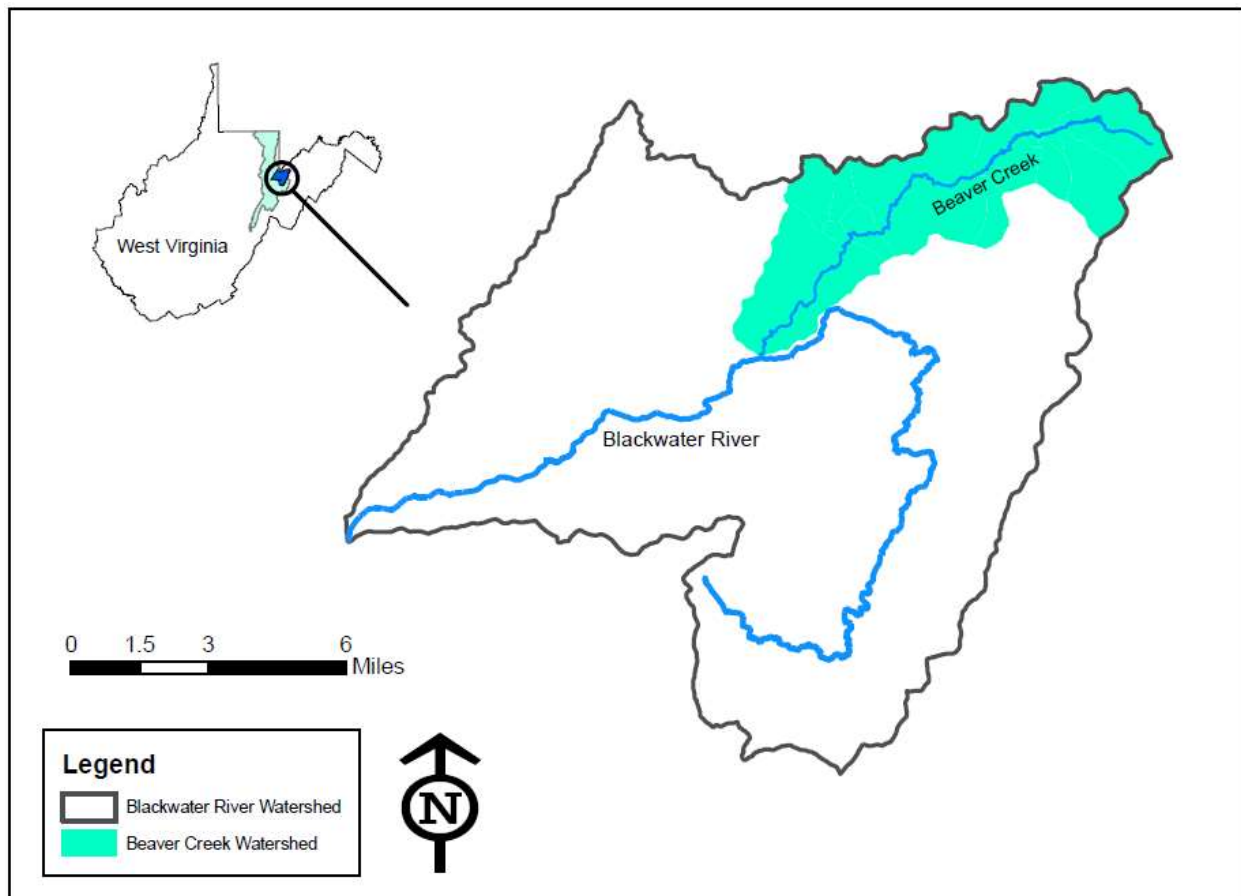 West Virginia
Beaver Creek
Blackwater River
0 1.5 3 6
Miles
Legend
Blackwater River Watershed
Beaver Creek Watershed
N